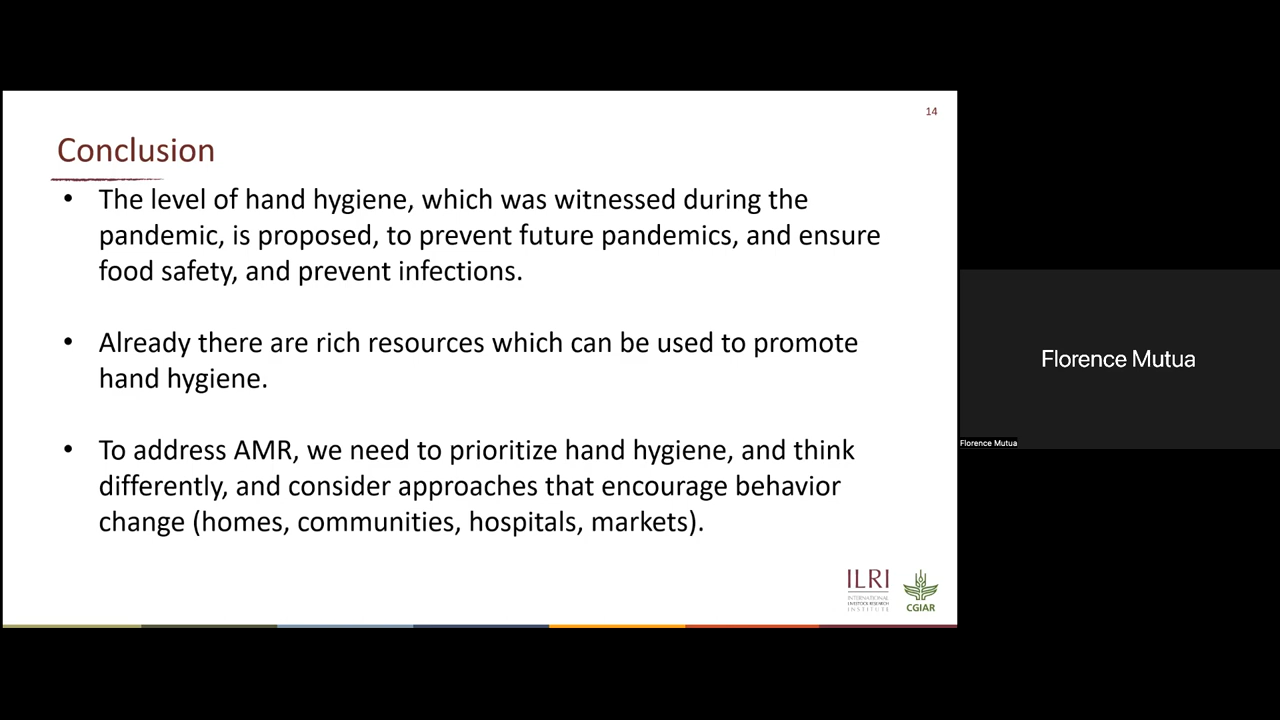 14
Conclusion
• The level of hand hygiene, which was witnessed during the
pandemic, is proposed, to prevent future pandemics, and ensure
food safety, and prevent infections.
• Already there are rich resources which can be used to promote
hand hygiene.
• To address AMR, we need to prioritize hand hygiene, and think
differently, and consider approaches that encourage behavior
change (homes, communities, hospitals, markets).
ILRI
INTERNATIONAL
LIVESTOCK RESEARCH
INSTITUTE
CGIAR
Florence Mutua
Florence Mutua